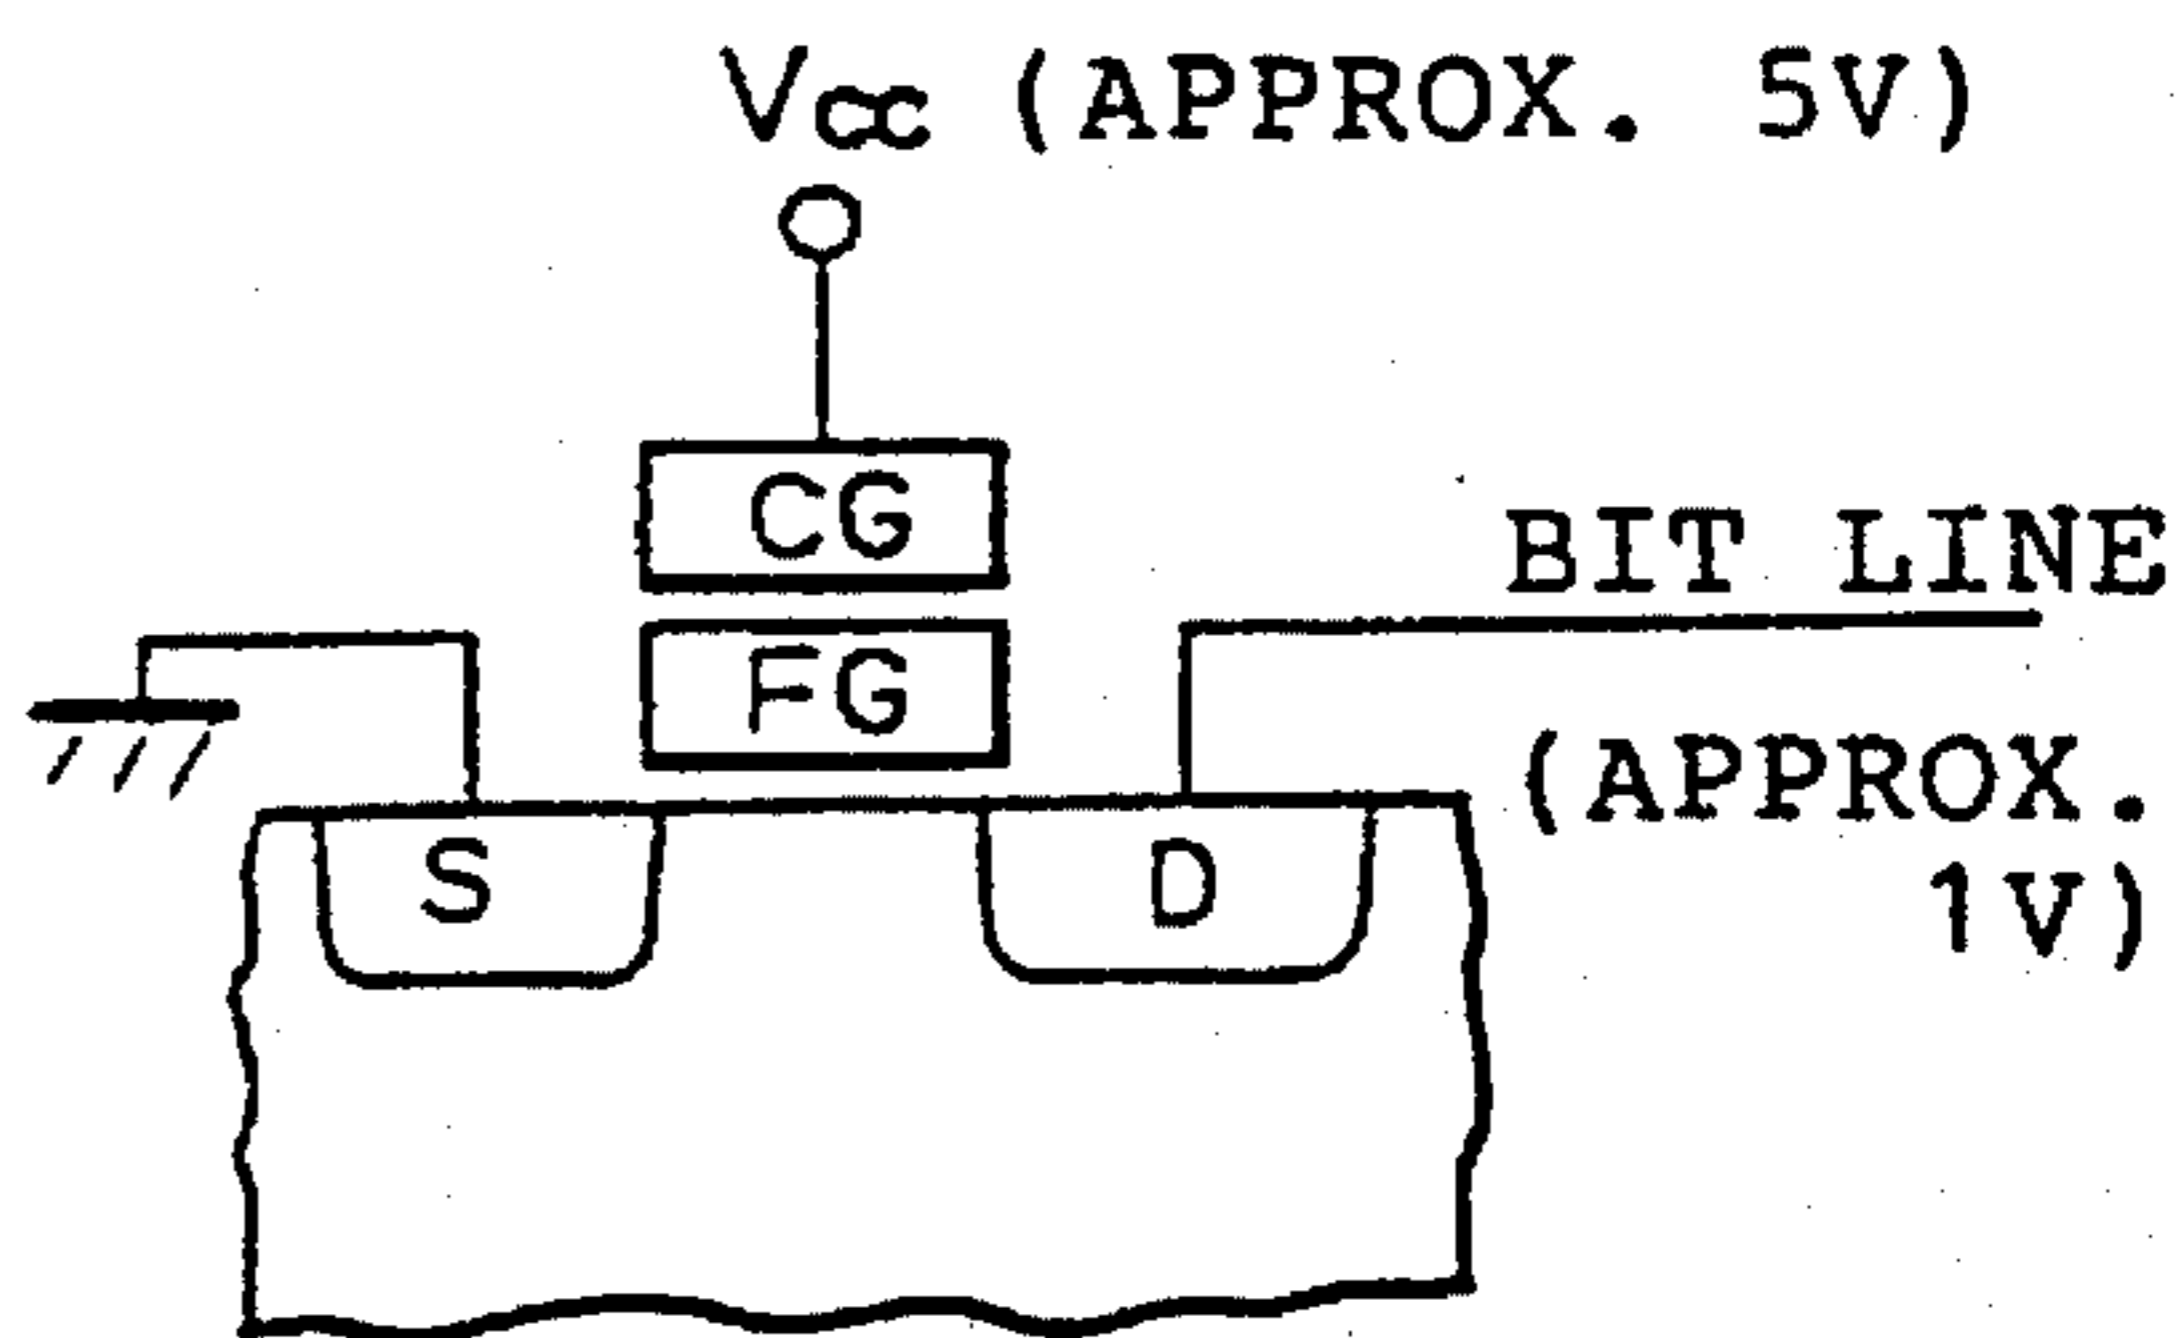 Vcc (APPROX. 5V)
CG
BIT LINE
FG
(APPROX.
1V)
S
D